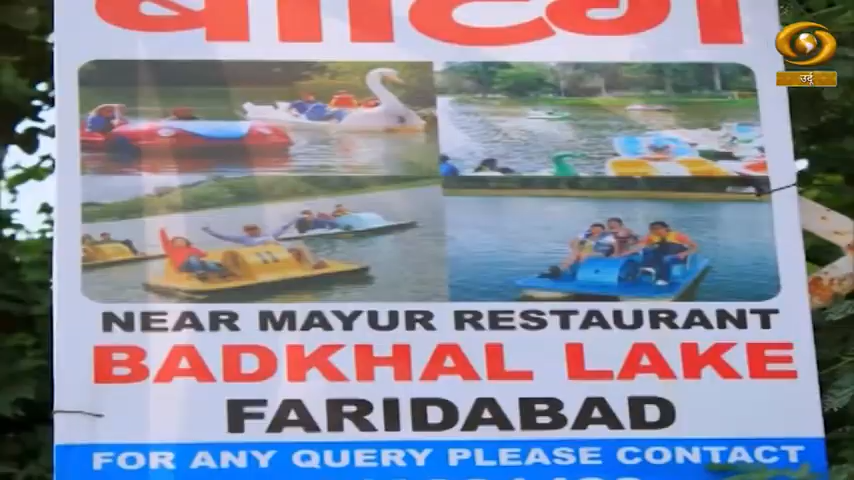 बोटिंग
उर्दू
NEAR MAYUR RESTAURANT
BADKHAL LAKE
FARIDABAD
FOR ANY QUERY PLEASE CONTACT